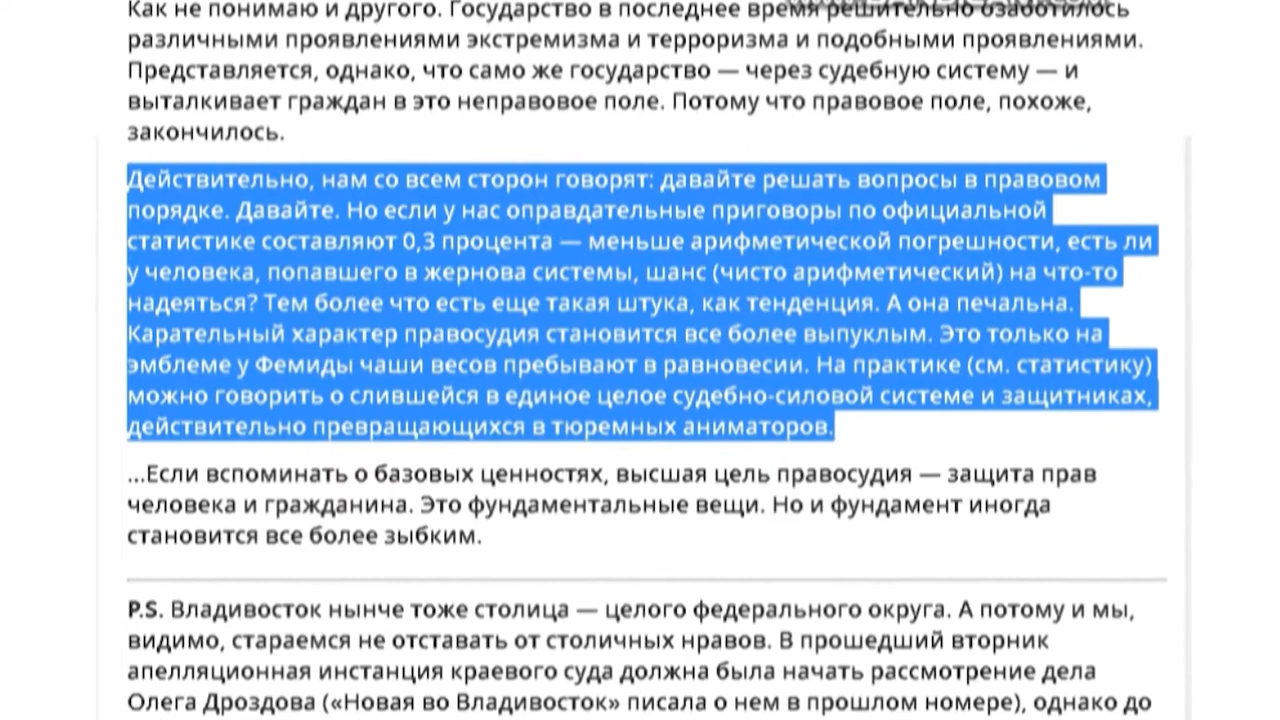 Как не понимаю и другого. Государство в последнее время решительно озаботилось
различными проявлениями экстремизма и терроризма и подобными проявлениями.
Представляется, однако, что само же государство — через судебную систему — и
выталкивает граждан в это неправовое поле. Потому что правовое поле, похоже,
закончилось.
Действительно, нам со всем сторон говорят: давайте решать вопросы в правовом
порядке. Давайте. Но если у нас оправдательные приговоры по официальной
статистике составляют 0,3 процента — меньше арифметической погрешности, есть ли
у человека, попавшего в жернова системы, шанс (чисто арифметический) на что-то
надеяться? Тем более что есть еще такая штука, как тенденция. А она печальна.
Карательный характер правосудия становится все более выпуклым. Это только на
эмблеме у Фемиды чаши весов пребывают в равновесии. На практике (см. статистику)
можно говорить о слившейся в единое целое судебно-силовой системе и защитниках,
действительно превращающихся в тюремных аниматоров.
...Если вспоминать о базовых ценностях, высшая цель правосудия — защита прав
человека и гражданина. Это фундаментальные вещи. Но и фундамент иногда
становится все более зыбким.
P.S. Владивосток нынче тоже столица — целого федерального округа. А потому и мы,
видимо, стараемся не отставать от столичных нравов. В прошедший вторник
апелляционная инстанция краевого суда должна была начать рассмотрение дела
Олега Дроздова («Новая во Владивосток» писала о нем в прошлом номере), однако до